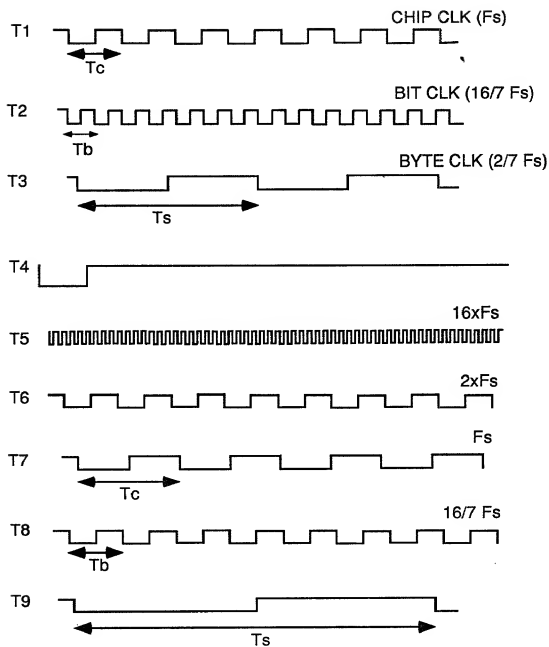 T1 CHIP CLK (Fs)
Tc
T2 BIT CLK (16/7 Fs)
Tb
T3 BYTE CLK (2/7 Fs)
Ts
T4
T5 16xFs
T6 2xFs
T7 Fs
Tc
T8 16/7 Fs
Tb
T9
Ts